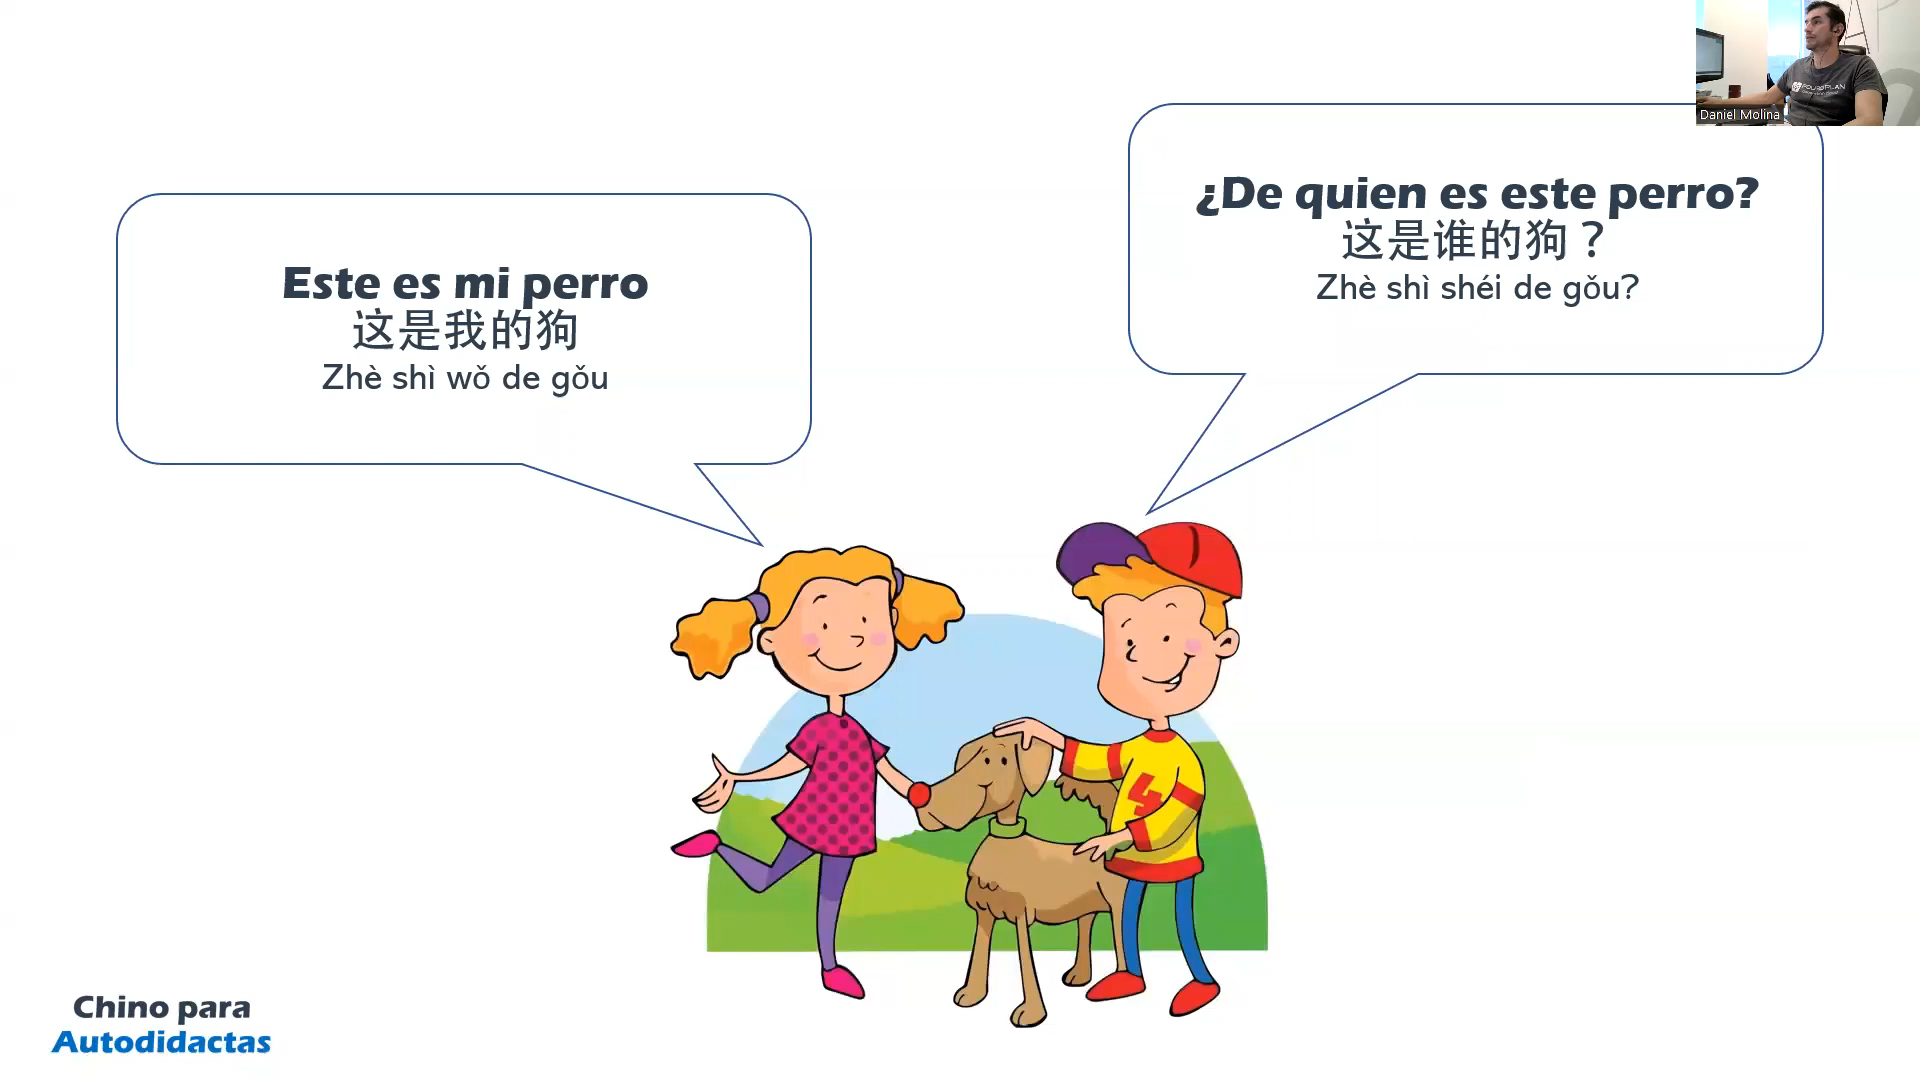 Daniel Molina
¿De quien es este perro?
这是谁的狗？
Zhè shì shéi de gǒu?
Este es mi perro
这是我的狗
Zhè shì wǒ de gǒu
4
Chino para
Autodidactas